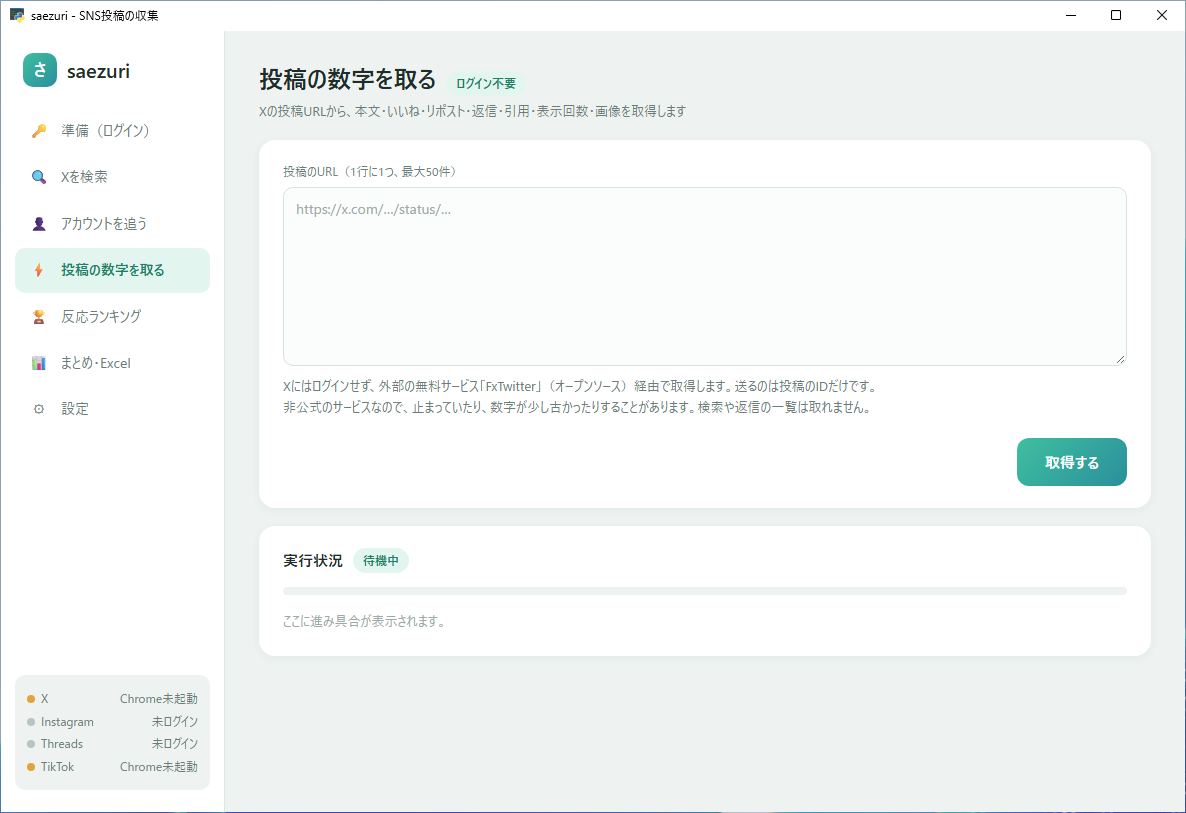 saezuri - SNS投稿の収集
さ saezuri
準備（ログイン）
Xを検索
アカウントを追う
投稿の数字を取る
反応ランキング
まとめ・Excel
設定
X Chrome未起動
Instagram 未ログイン
Threads 未ログイン
TikTok Chrome未起動
投稿の数字を取る ログイン不要
Xの投稿URLから、本文・いいね・リポスト・返信・引用・表示回数・画像を取得します
投稿のURL（1行に1つ、最大50件）
https://x.com/.../status/...
Xにはログインせず、外部の無料サービス「FxTwitter」（オープンソース）経由で取得します。送るのは投稿のIDだけです。
非公式のサービスなので、止まっていたり、数字が少し古かったりすることがあります。検索や返信の一覧は取れません。
取得する
実行状況 待機中
ここに進み具合が表示されます。